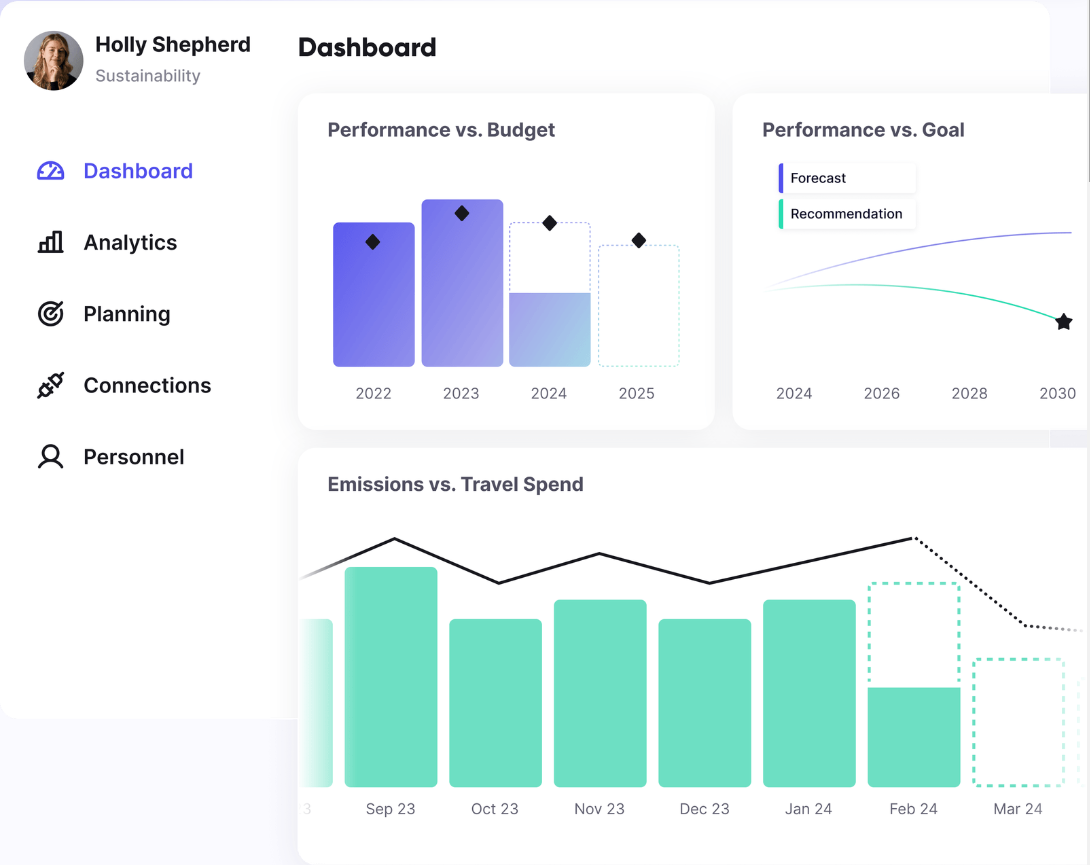 Holly Shepherd
Sustainability
Dashboard
Analytics
Planning
Connections
Personnel
Dashboard
Performance vs. Budget
2022 2023 2024 2025
Performance vs. Goal
Forecast
Recommendation
2024 2026 2028 2030
Emissions vs. Travel Spend
3 Sep 23 Oct 23 Nov 23 Dec 23 Jan 24 Feb 24 Mar 24